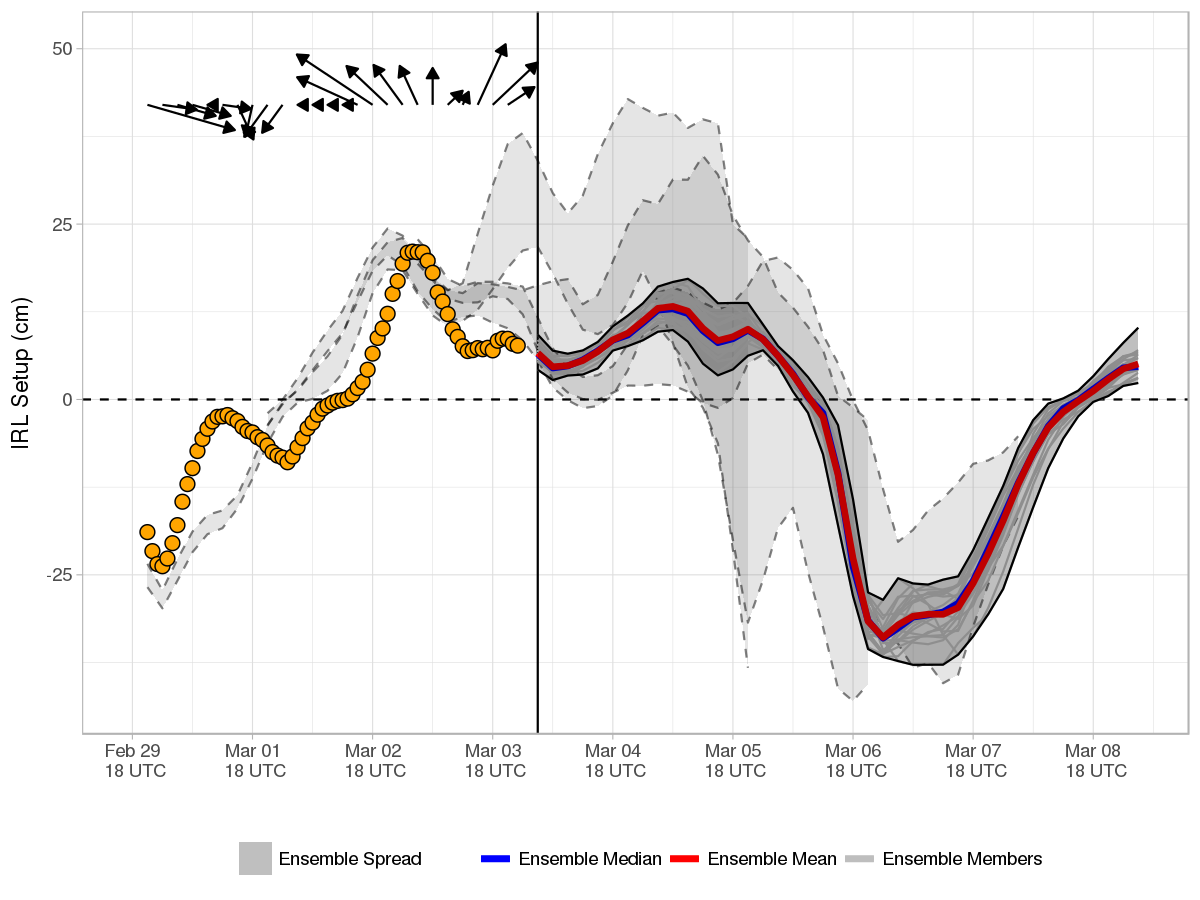 IRL Setup (cm)
50
25
0
-25
Feb 29 Mar 01 Mar 02 Mar 03 Mar 04 Mar 05 Mar 06 Mar 07 Mar 08
18 UTC 18 UTC 18 UTC 18 UTC 18 UTC 18 UTC 18 UTC 18 UTC 18 UTC
Ensemble Spread Ensemble Median Ensemble Mean Ensemble Members